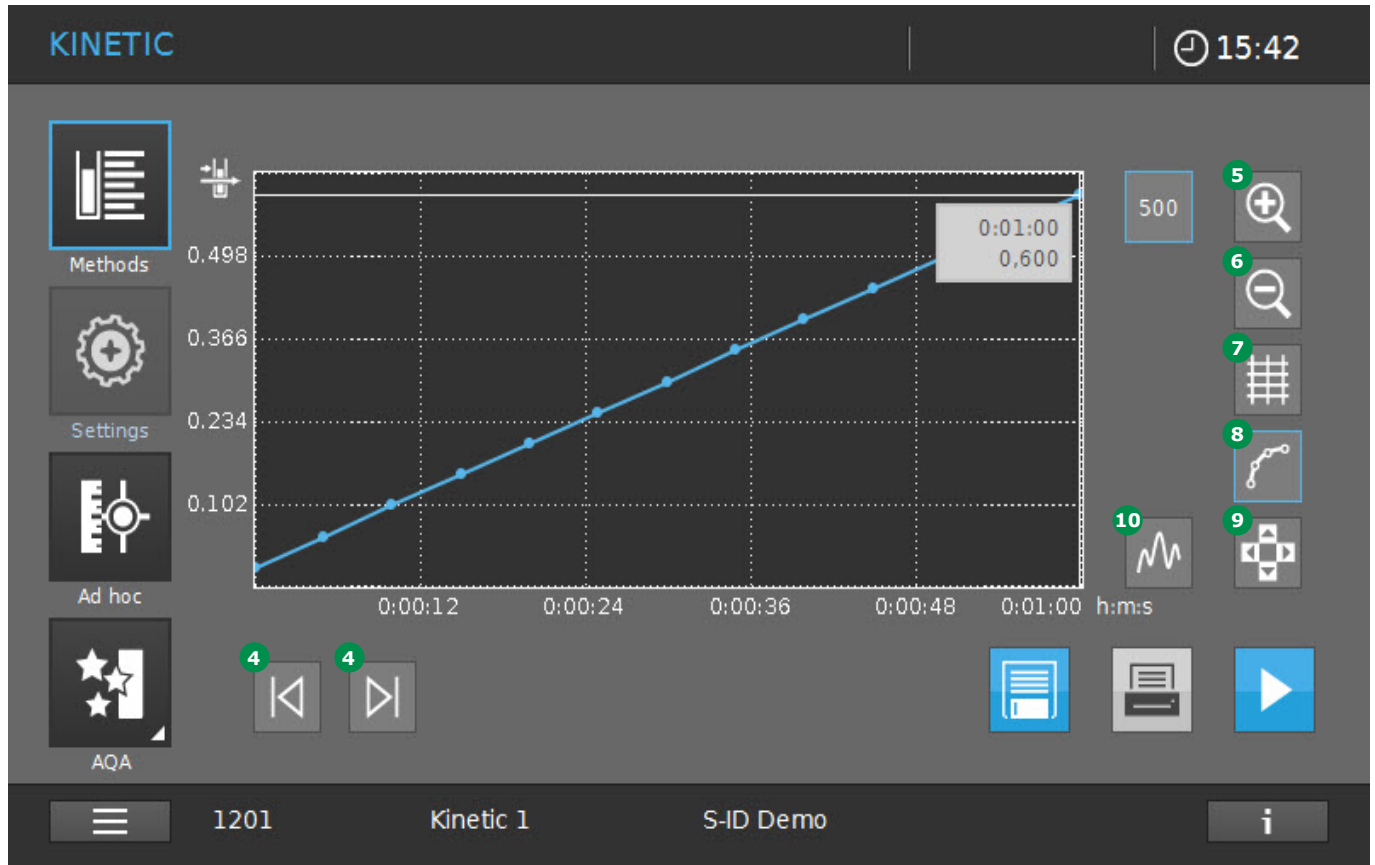 KINETIC
15:42
Methods
Settings
Ad hoc
AQA
0.498
0.366
0.234
0.102
0:01:00
0,600
0:00:12 0:00:24 0:00:36 0:00:48 0:01:00 h:m:s
500
5
6
7
8
10
9
4 4
1201 Kinetic 1 S-ID Demo i